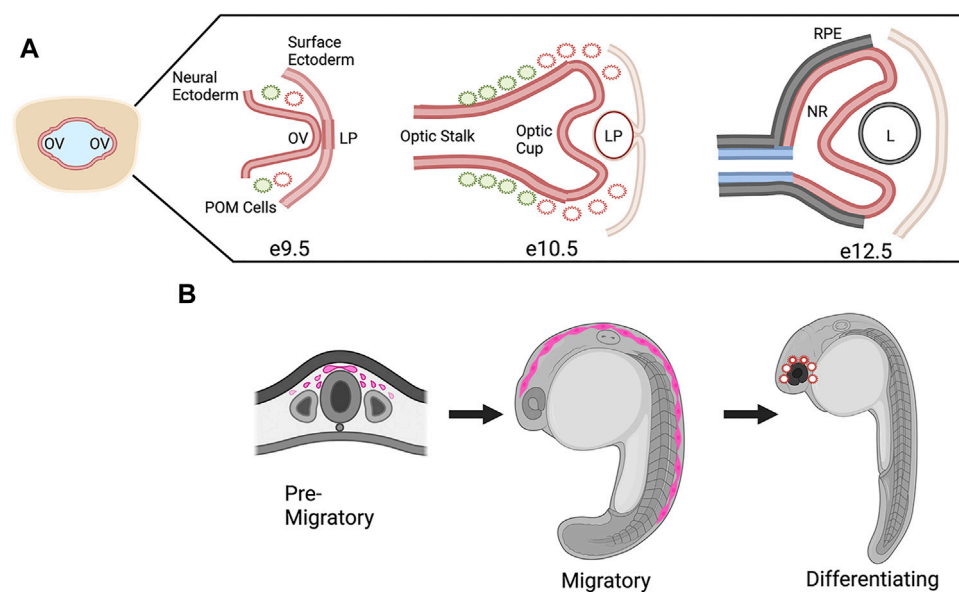 A
OV OV
Neural
Ectoderm
Surface
Ectoderm
OV
LP
POM Cells
e9.5
Optic Stalk
Optic
Cup
LP
e10.5
RPE
NR
L
e12.5
B
Pre-
Migratory
Migratory
Differentiating